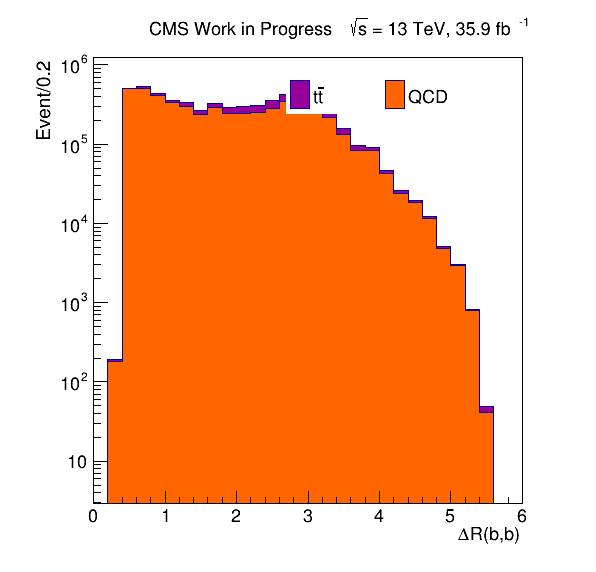 CMS Work in Progress √s = 13 TeV, 35.9 fb⁻¹
Event/0.2
10⁶
10⁵
10⁴
10³
10²
10
tt̄
QCD
0 1 2 3 4 5 6
ΔR(b,b)